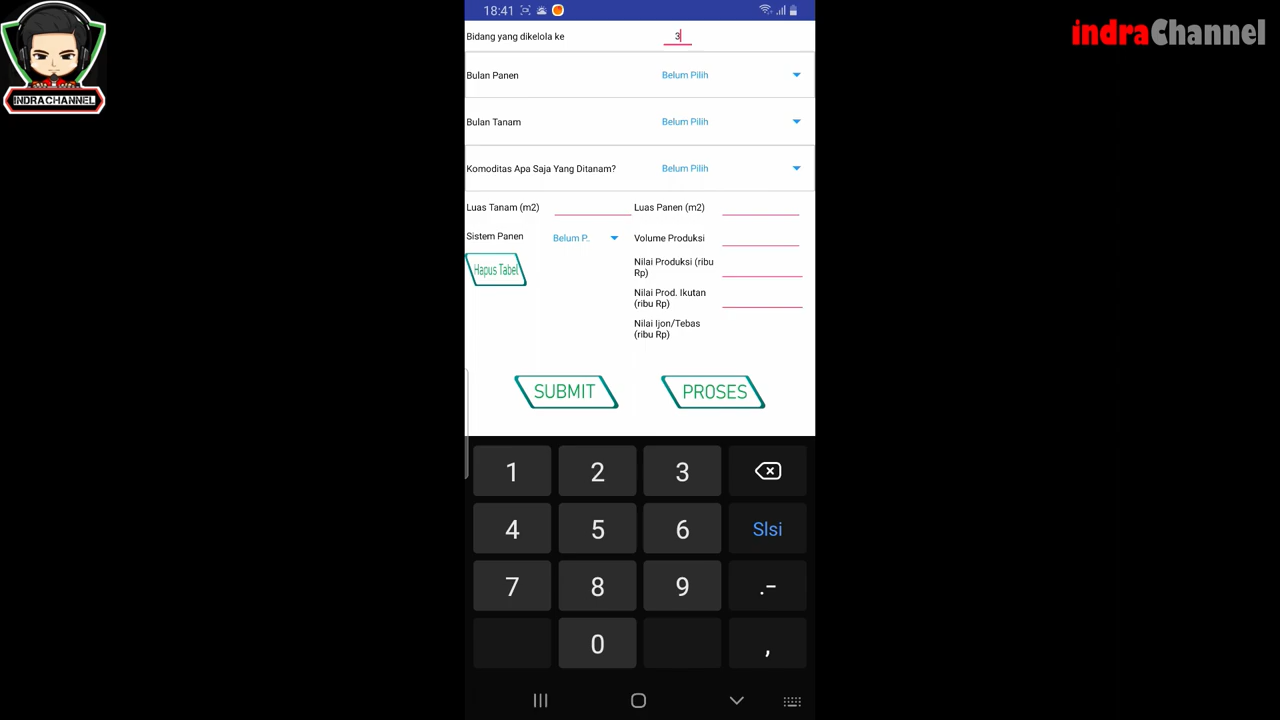 INDRACHANNEL
indraChannel
18:41
Bidang yang dikelola ke 3
Bulan Panen Belum Pilih
Bulan Tanam Belum Pilih
Komoditas Apa Saja Yang Ditanam? Belum Pilih
Luas Tanam (m2) Luas Panen (m2)
Sistem Panen Belum P.. Volume Produksi
Hapus Tabel
Nilai Produksi (ribu
Rp)
Nilai Prod. Ikutan
(ribu Rp)
Nilai Ijon/Tebas
(ribu Rp)
SUBMIT PROSES
1 2 3
4 5 6 Slsi
7 8 9 .-
0 ,